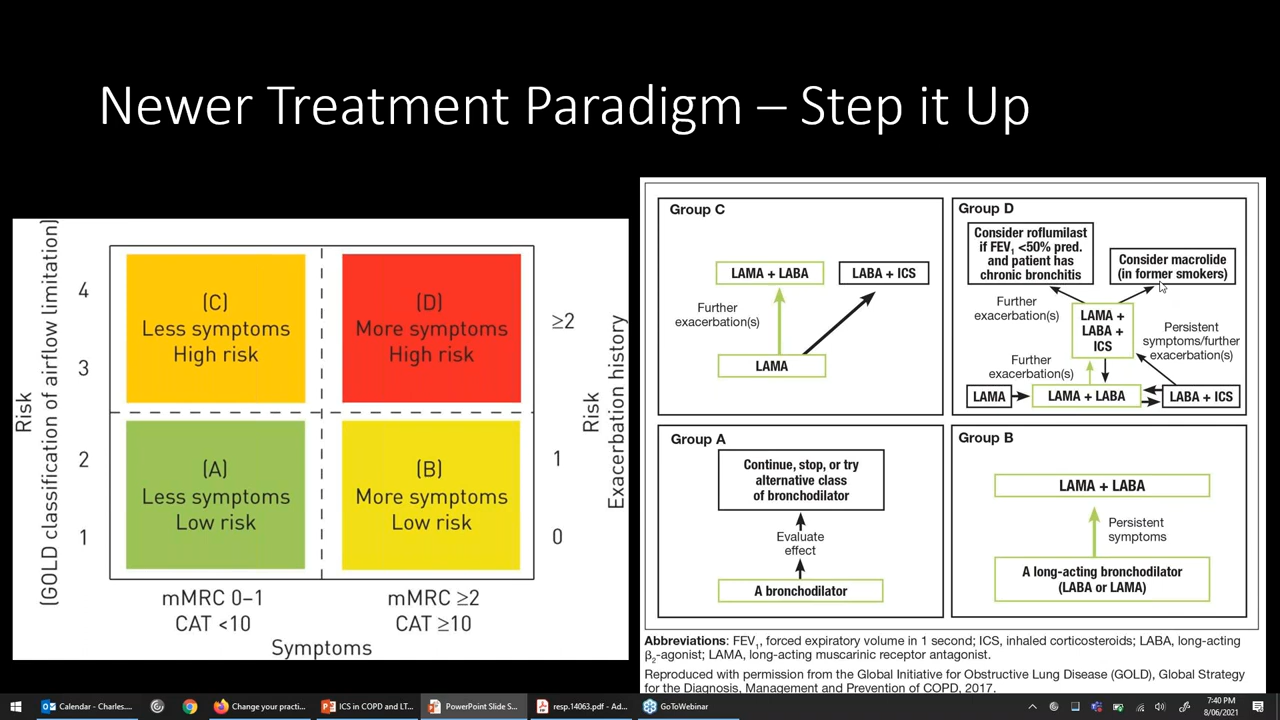 Newer Treatment Paradigm – Step it Up
Risk
(GOLD classification of airflow limitation)
4
3
2
1
(C)
Less symptoms
High risk
(D)
More symptoms
High risk
(A)
Less symptoms
Low risk
(B)
More symptoms
Low risk
≥2
1
0
Risk
Exacerbation history
mMRC 0–1
CAT <10
mMRC ≥2
CAT ≥10
Symptoms
Group C
LAMA + LABA
LABA + ICS
Further
exacerbation(s)
LAMA
Group D
Consider roflumilast
if FEV₁ <50% pred.
and patient has
chronic bronchitis
Consider macrolide
(in former smokers)
Further
exacerbation(s)
LAMA +
LABA +
ICS
Persistent
symptoms/further
exacerbation(s)
Further
exacerbation(s)
LAMA
LAMA + LABA
LABA + ICS
Group A
Continue, stop, or try
alternative class
of bronchodilator
Evaluate
effect
A bronchodilator
Group B
LAMA + LABA
Persistent
symptoms
A long-acting bronchodilator
(LABA or LAMA)
Abbreviations: FEV₁, forced expiratory volume in 1 second; ICS, inhaled corticosteroids; LABA, long-acting
β₂-agonist; LAMA, long-acting muscarinic receptor antagonist.
Reproduced with permission from the Global Initiative for Obstructive Lung Disease (GOLD), Global Strategy
for the Diagnosis, Management and Prevention of COPD, 2017.
Calendar - Charles....
Change your practi...
ICS in COPD and LT...
PowerPoint Slide S...
resp.14063.pdf - Ad...
GoToWebinar
7:40 PM
8/06/2021